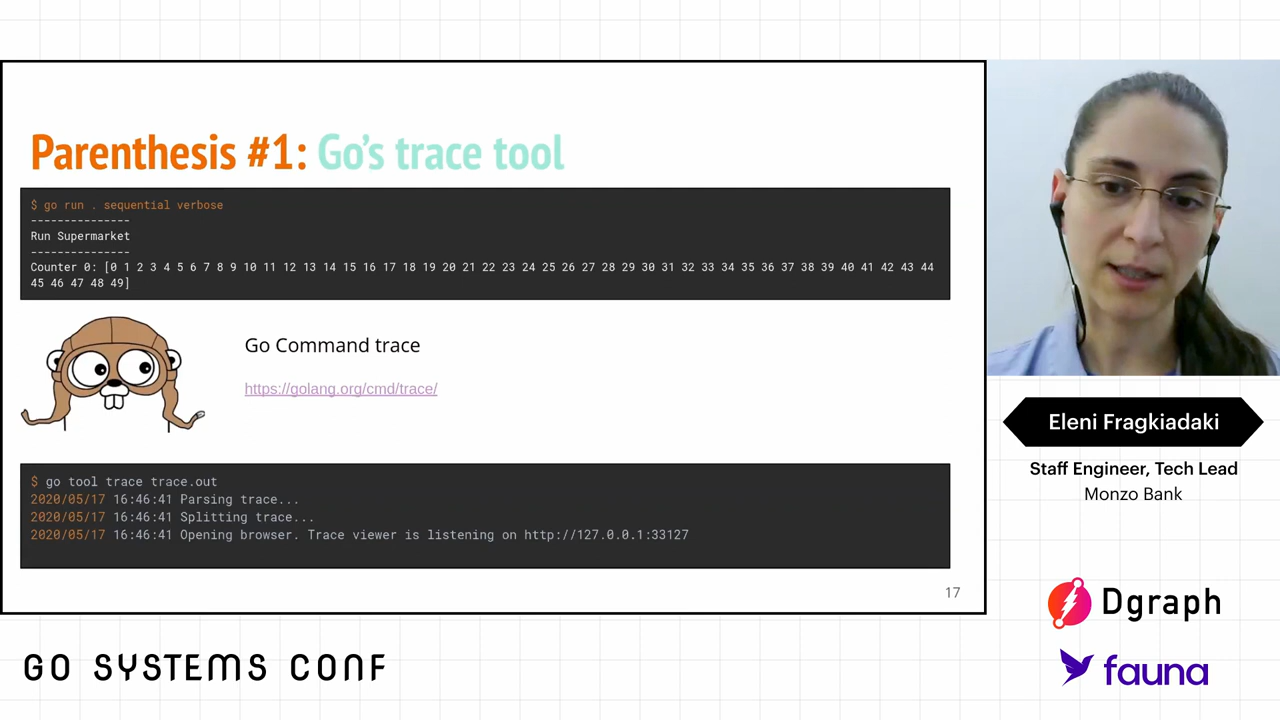 Parenthesis #1: Go's trace tool
$ go run . sequential verbose
---------------
Run Supermarket
---------------
Counter 0: [0 1 2 3 4 5 6 7 8 9 10 11 12 13 14 15 16 17 18 19 20 21 22 23 24 25 26 27 28 29 30 31 32 33 34 35 36 37 38 39 40 41 42 43 44
45 46 47 48 49]
Go Command trace
https://golang.org/cmd/trace/
$ go tool trace trace.out
2020/05/17 16:46:41 Parsing trace...
2020/05/17 16:46:41 Splitting trace...
2020/05/17 16:46:41 Opening browser. Trace viewer is listening on http://127.0.0.1:33127
17
Eleni Fragkiadaki
Staff Engineer, Tech Lead
Monzo Bank
Dgraph
fauna
GO SYSTEMS CONF